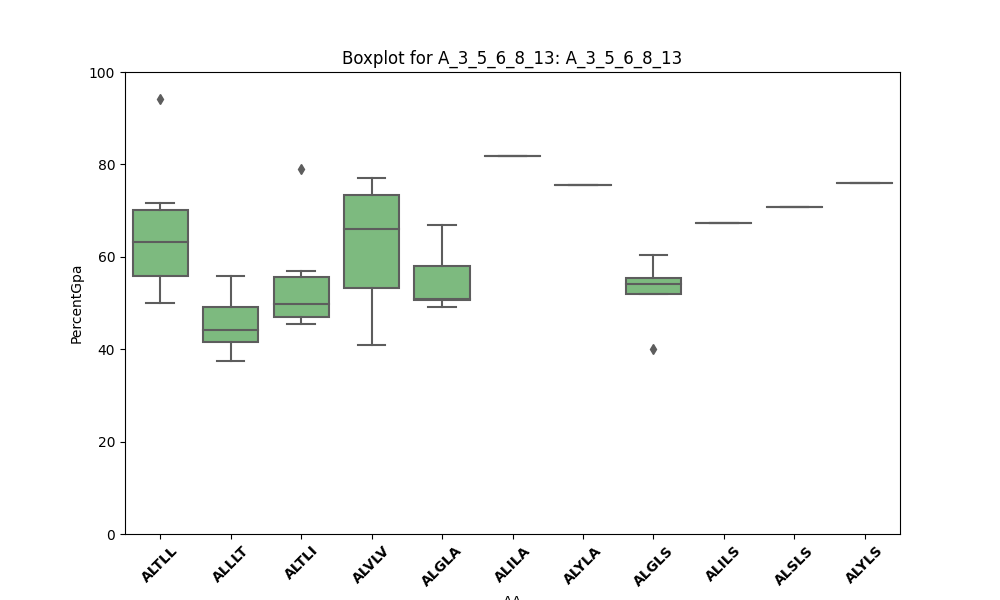 Boxplot for A_3_5_6_8_13: A_3_5_6_8_13
100
80
60
40
20
0
PercentGpa
ALTLL
ALLLT
ALTLI
ALVLV
ALGLA
ALILA
ALYLA
ALGLS
ALILS
ALSLS
ALYLS